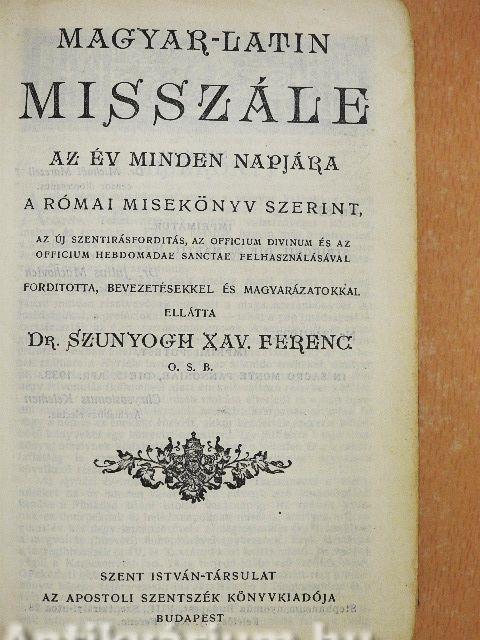 MAGYAR-LATIN
MISSZÁLE
AZ ÉV MINDEN NAPJÁRA
A RÓMAI MISEKÖNYV SZERINT,
AZ ÚJ SZENTIRÁSFORDITÁS, AZ OFFICIUM DIVINUM ÉS AZ
OFFICIUM HEBDOMADAE SANCTAE FELHASZNÁLÁSÁVAL
FORDITOTTA, BEVEZETÉSEKKEL ÉS MAGYARÁZATOKKAL
ELLÁTTA
DR. SZUNYOGH XAV. FERENC
O. S. B.
SZENT ISTVÁN-TÁRSULAT
AZ APOSTOLI SZENTSZÉK KÖNYVKIADÓJA
BUDAPEST